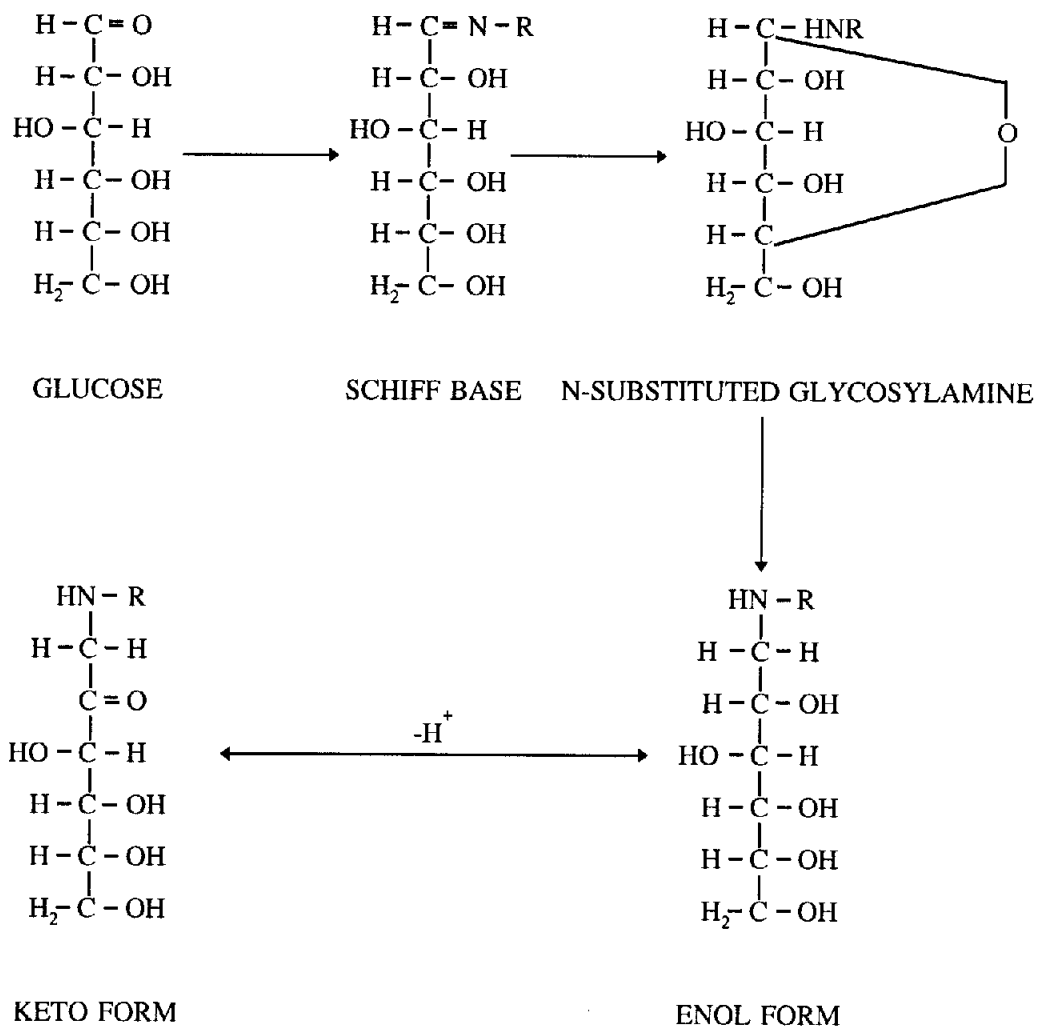 H - C = O H - C = N - R H - C - HNR
H - C - OH H - C - OH H - C - OH
HO - C - H HO - C - H HO - C - H O
H - C - OH H - C - OH H - C - OH
H - C - OH H - C - OH H - C
H₂- C - OH H₂- C - OH H₂- C - OH
GLUCOSE SCHIFF BASE N-SUBSTITUTED GLYCOSYLAMINE
HN - R HN - R
H - C - H H - C - H
C = O H - C - OH
HO - C - H -H⁺ HO - C - H
H - C - OH H - C - OH
H - C - OH H - C - OH
H₂- C - OH H₂- C - OH
KETO FORM ENOL FORM